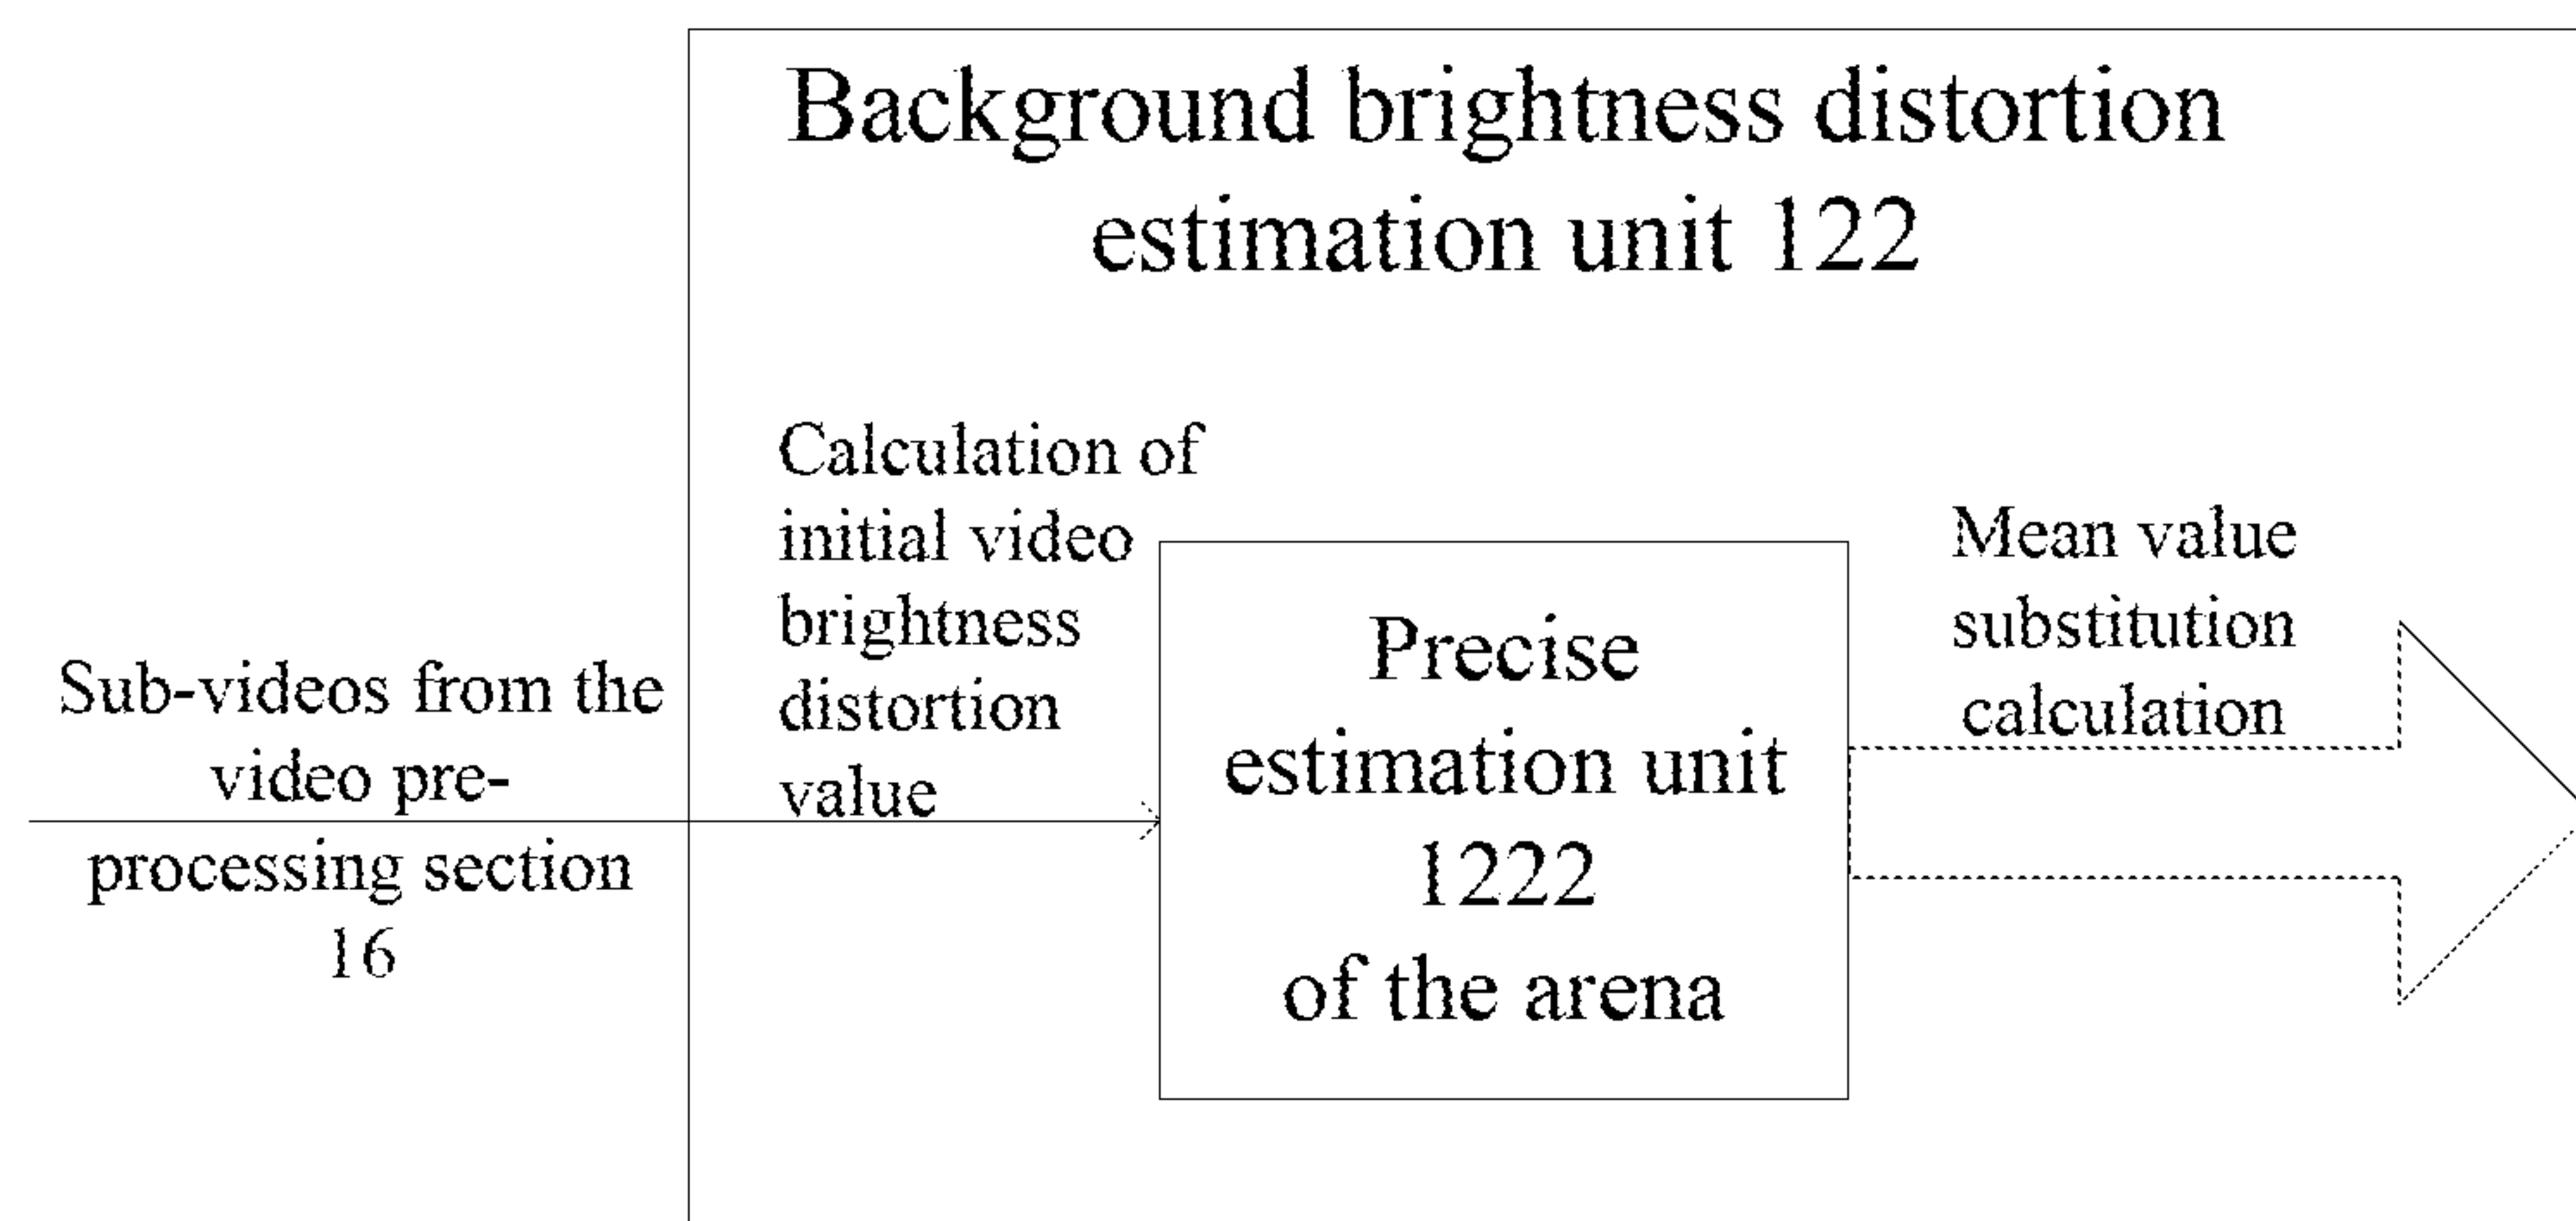 Background brightness distortion
estimation unit 122
Calculation of
initial video
brightness
distortion
value
Sub-videos from the
video pre-
processing section
16
Precise
estimation unit
1222
of the arena
Mean value
substitution
calculation